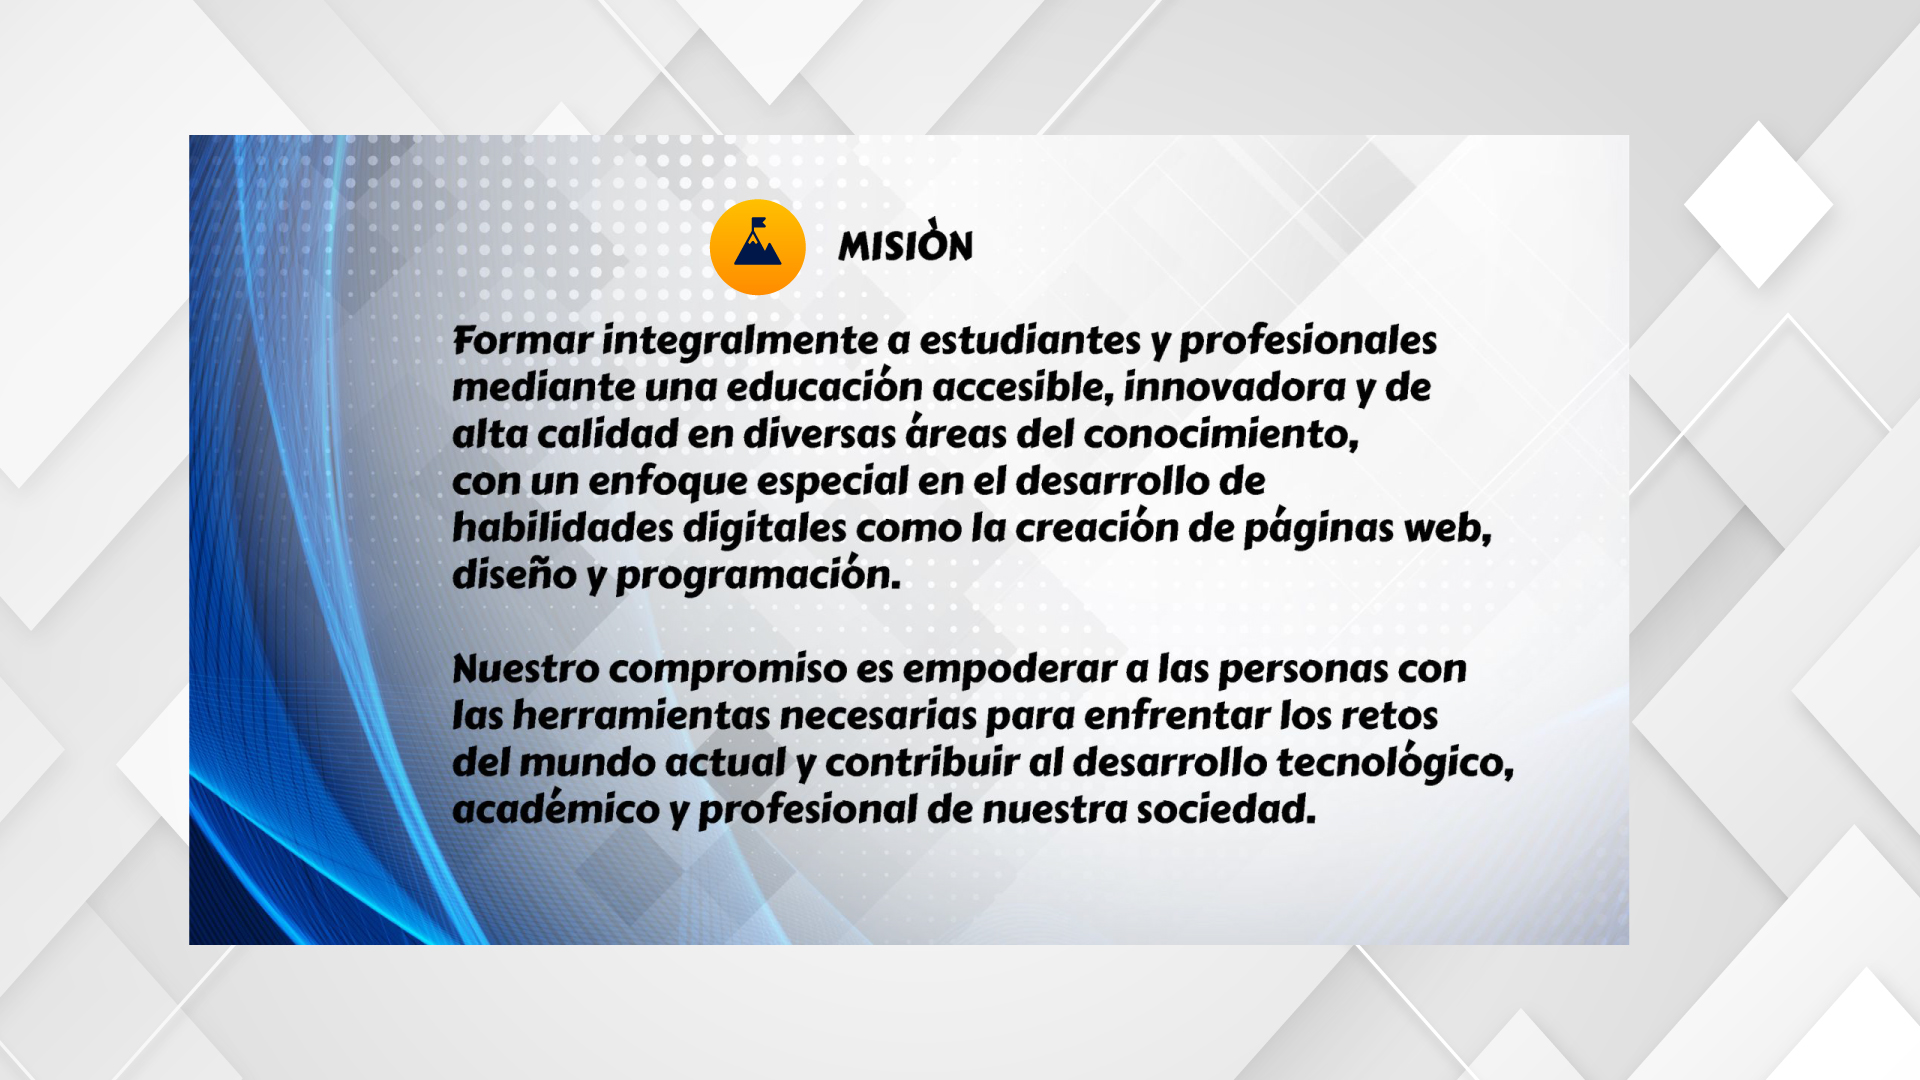 MISIÒN
Formar integralmente a estudiantes y profesionales
mediante una educación accesible, innovadora y de
alta calidad en diversas áreas del conocimiento,
con un enfoque especial en el desarrollo de
habilidades digitales como la creación de páginas web,
diseño y programación.
Nuestro compromiso es empoderar a las personas con
las herramientas necesarias para enfrentar los retos
del mundo actual y contribuir al desarrollo tecnológico,
académico y profesional de nuestra sociedad.